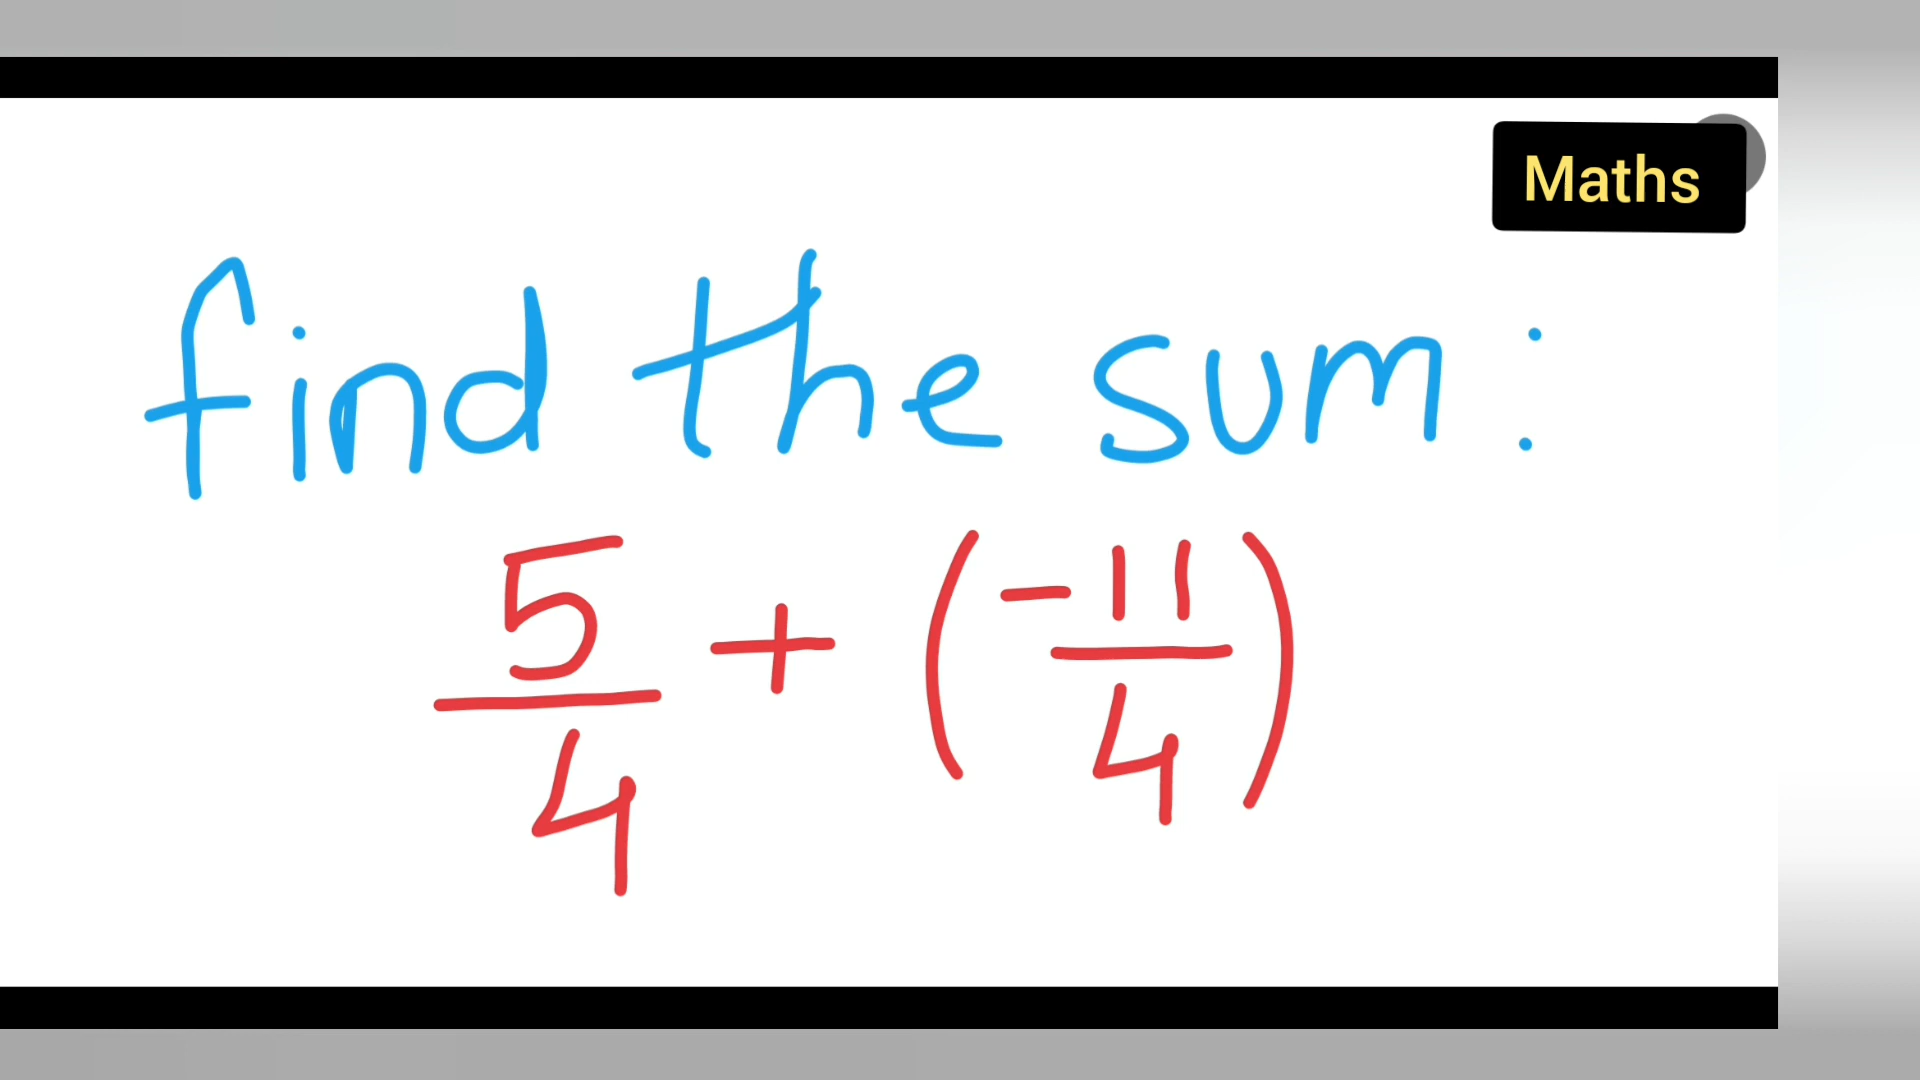 Maths
find the sum:
5/4 + (-11/4)